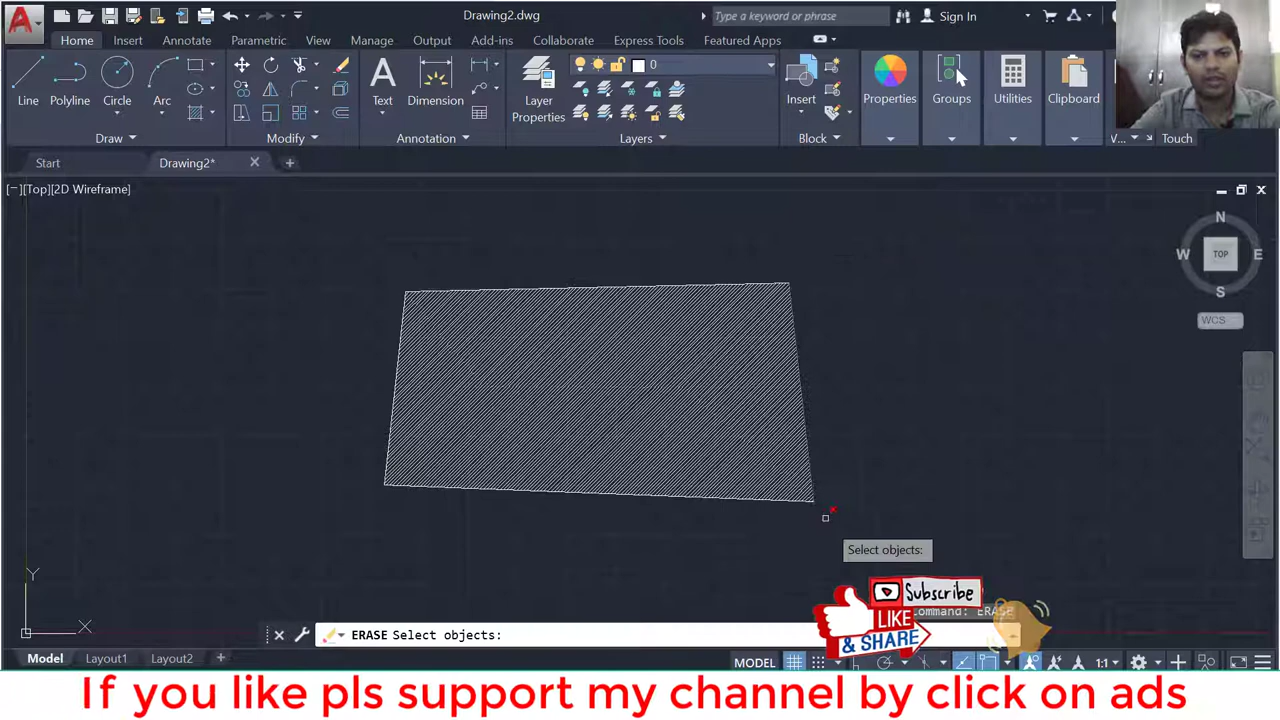 Drawing2.dwg
Type a keyword or phrase
Sign In
Home
Insert
Annotate
Parametric
View
Manage
Output
Add-ins
Collaborate
Express Tools
Featured Apps
Line
Polyline
Circle
Arc
Text
Dimension
Layer
Properties
0
Insert
Properties
Groups
Utilities
Clipboard
Draw
Modify
Annotation
Layers
Block
V...
Touch
Start
Drawing2*
[−][Top][2D Wireframe]
N
W
TOP
E
S
WCS
Select objects:
Subscribe
LIKE
& SHARE
Command: ERASE
Y
X
ERASE Select objects:
Model
Layout1
Layout2
MODEL
1:1
If you like pls support my channel by click on ads